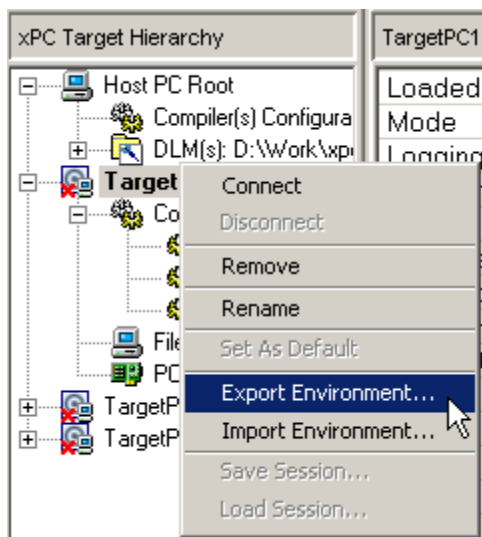 xPC Target Hierarchy
TargetPC1
Host PC Root
Compiler(s) Configura
DLM(s): D:\Work\xp
Loaded
Mode
Logging
Target
Co
File
PC
TargetP
TargetP
Connect
Disconnect
Remove
Rename
Set As Default
Export Environment...
Import Environment...
Save Session...
Load Session...